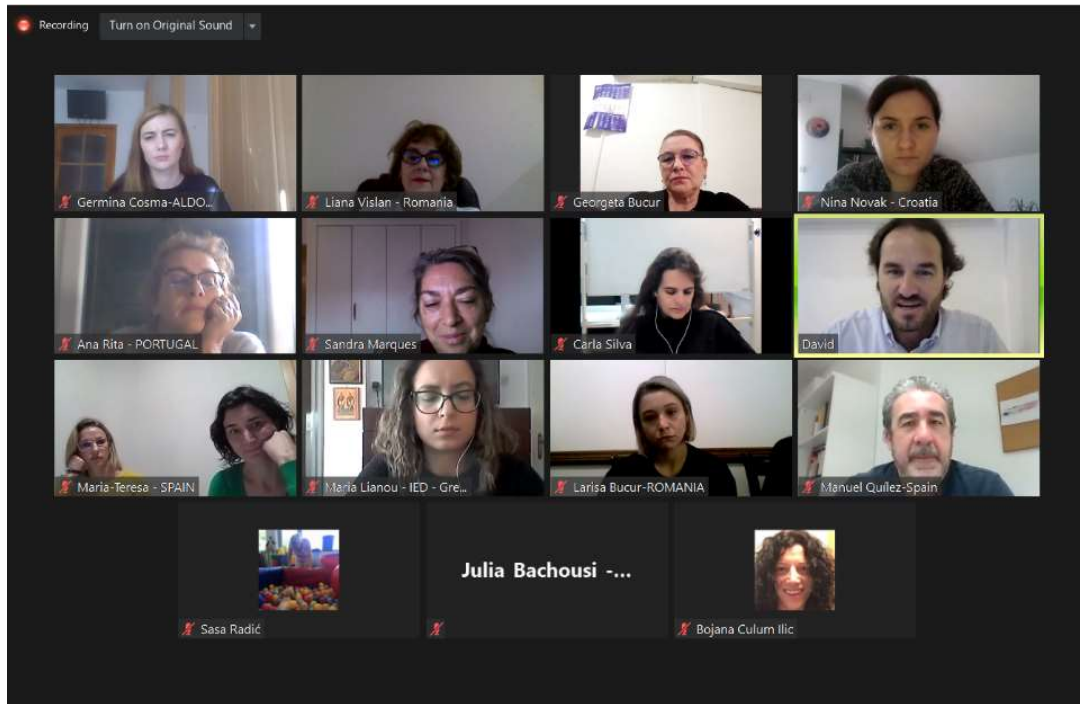 Recording
Turn on Original Sound
Germina Cosma-ALDO...
Liana Vislan - Romania
Georgeta Bucur
Nina Novak - Croatia
Ana Rita - PORTUGAL
Sandra Marques
Carla Silva
David
Maria-Teresa - SPAIN
Maria Lianou - IED - Gre...
Larisa Bucur-ROMANIA
Manuel Quílez-Spain
Sasa Radić
Julia Bachousi -...
Bojana Culum Ilic